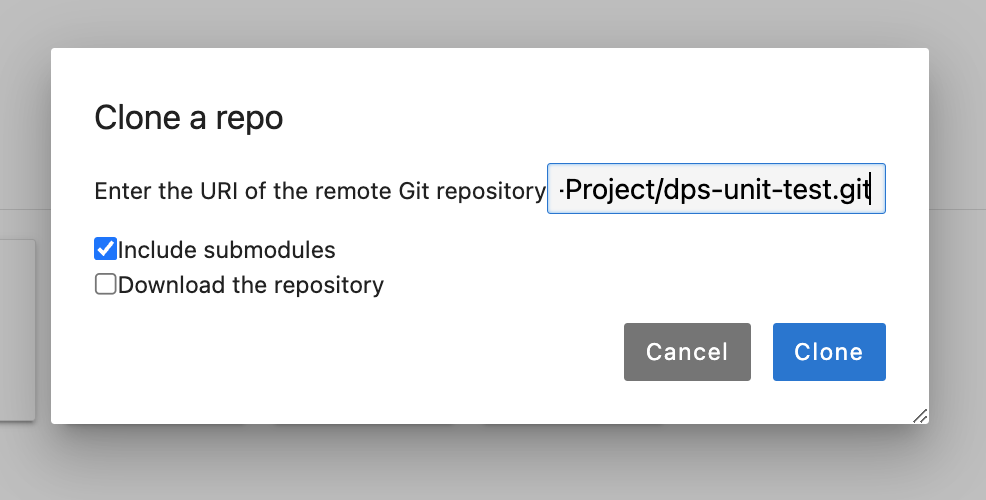 Clone a repo
Enter the URI of the remote Git repository -Project/dps-unit-test.git
Include submodules
Download the repository
Cancel Clone